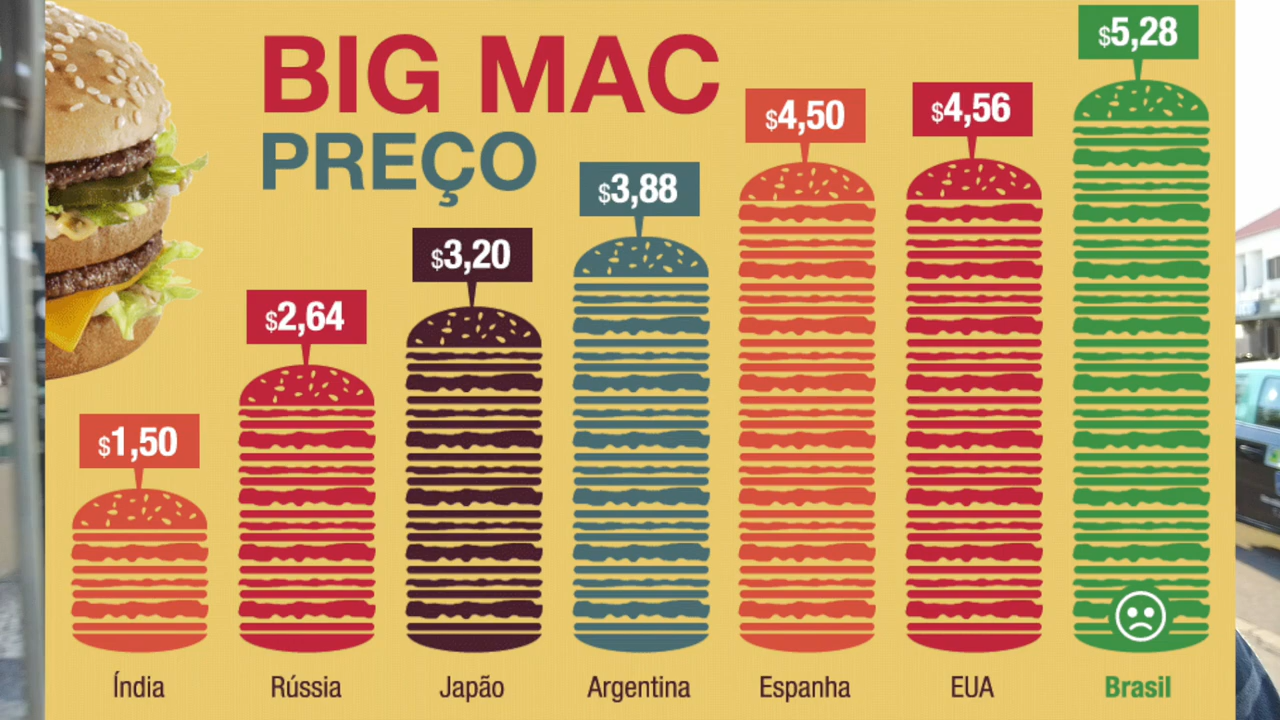 BIG MAC
PREÇO
$1,50
$2,64
$3,20
$3,88
$4,50
$4,56
$5,28
Índia
Rússia
Japão
Argentina
Espanha
EUA
Brasil